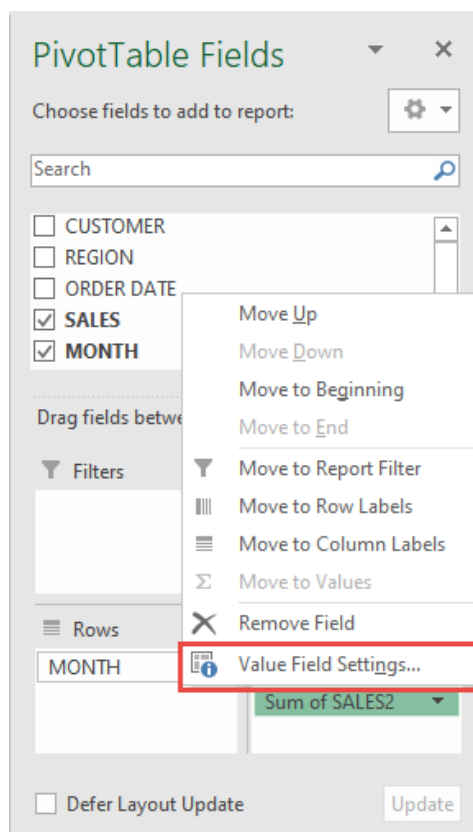 PivotTable Fields
Choose fields to add to report:
Search
CUSTOMER
REGION
ORDER DATE
SALES
MONTH
Move Up
Move Down
Move to Beginning
Move to End
Drag fields betwe
Filters
Move to Report Filter
Move to Row Labels
Move to Column Labels
Σ Move to Values
Remove Field
Value Field Settings...
Rows
MONTH
Sum of SALES2
Defer Layout Update
Update